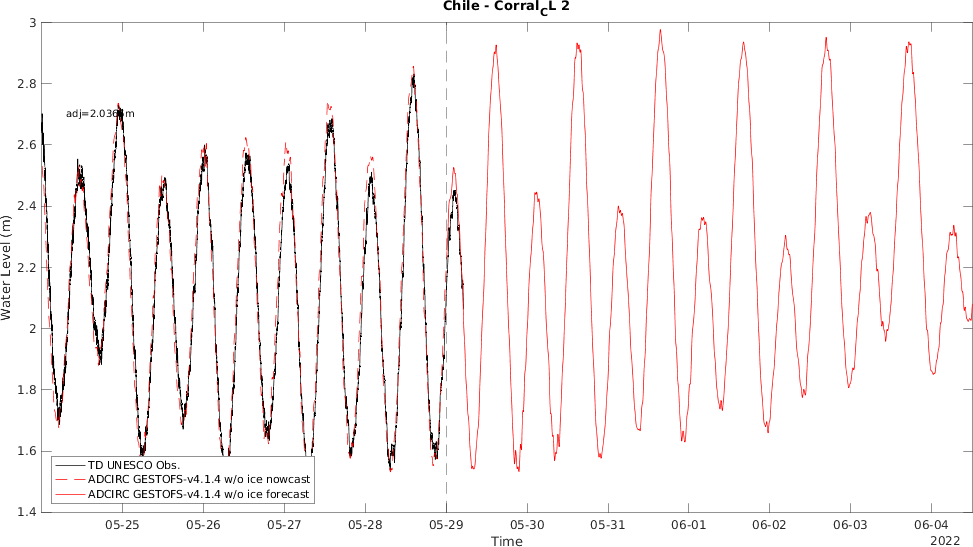 Chile - Corral_CL 2
3
2.8
2.6
2.4
2.2
2
1.8
1.6
1.4
Water Level (m)
adj=2.036 m
TD UNESCO Obs.
ADCIRC GESTOFS-v4.1.4 w/o ice nowcast
ADCIRC GESTOFS-v4.1.4 w/o ice forecast
05-25 05-26 05-27 05-28 05-29 05-30 05-31 06-01 06-02 06-03 06-04
Time
2022